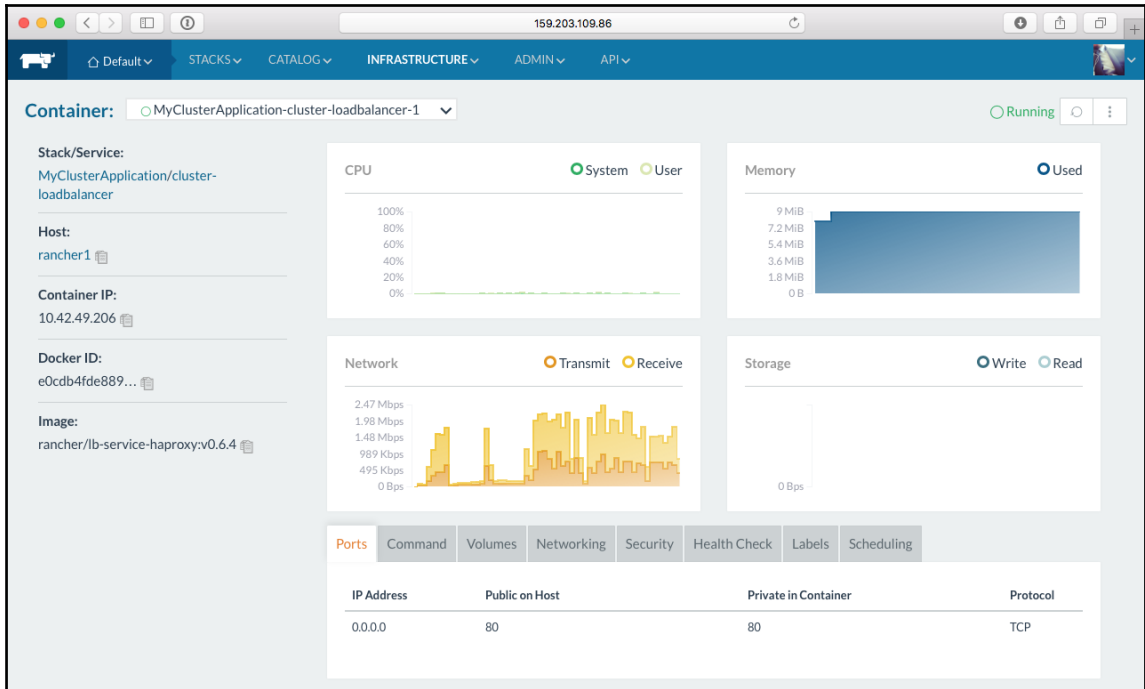 159.203.109.86
Default
STACKS
CATALOG
INFRASTRUCTURE
ADMIN
API
Container:
MyClusterApplication-cluster-loadbalancer-1
Running
Stack/Service:
MyClusterApplication/cluster-
loadbalancer
Host:
rancher1
Container IP:
10.42.49.206
Docker ID:
e0cdb4fde889...
Image:
rancher/lb-service-haproxy:v0.6.4
CPU
System
User
100%
80%
60%
40%
20%
0%
Memory
Used
9 MiB
7.2 MiB
5.4 MiB
3.6 MiB
1.8 MiB
0 B
Network
Transmit
Receive
2.47 Mbps
1.98 Mbps
1.48 Mbps
989 Kbps
495 Kbps
0 Bps
Storage
Write
Read
0 Bps
Ports
Command
Volumes
Networking
Security
Health Check
Labels
Scheduling
IP Address Public on Host Private in Container Protocol
0.0.0.0 80 80 TCP